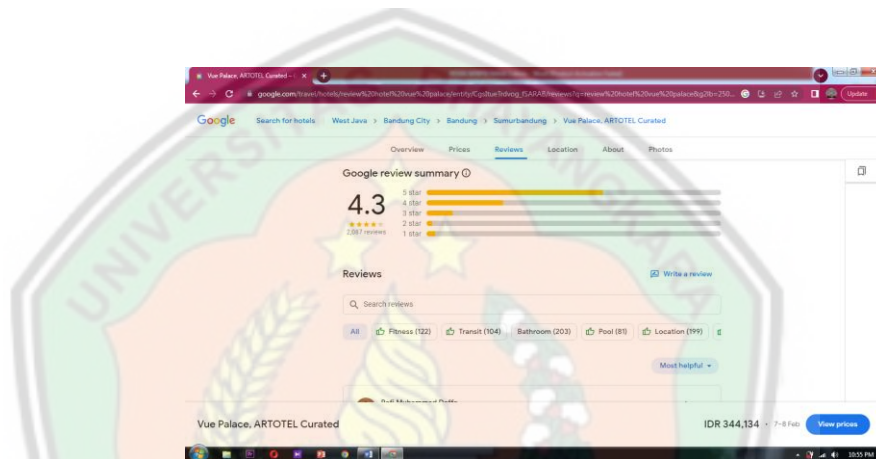 Vue Palace, ARTOTEL Curated –
google.com/travel/hotels/review%20hotel%20vue%20palace/entity/
Update
Google Search for hotels West Java > Bandung City > Bandung > Sumurbandung > Vue Palace, ARTOTEL Curated
Overview Prices Reviews Location About Photos
Google review summary
5 star
4.3
4 star
3 star
2 star
2,087 reviews
1 star
Reviews
Write a review
Search reviews
All Fitness (122) Transit (104) Bathroom (203) Pool (81) Location (199)
Most helpful
Vue Palace, ARTOTEL Curated
IDR 344,134 · 7–8 Feb View prices
10:55 PM